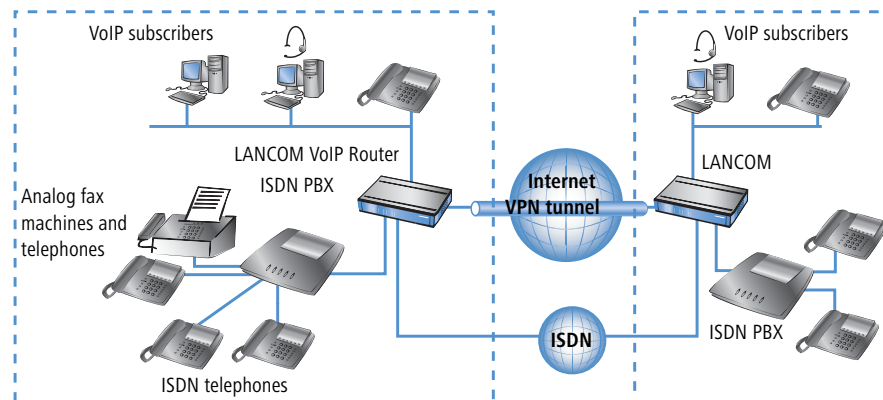 VoIP subscribers
VoIP subscribers
LANCOM VoIP Router
ISDN PBX
LANCOM
Internet
VPN tunnel
Analog fax
machines and
telephones
ISDN PBX
ISDN
ISDN telephones